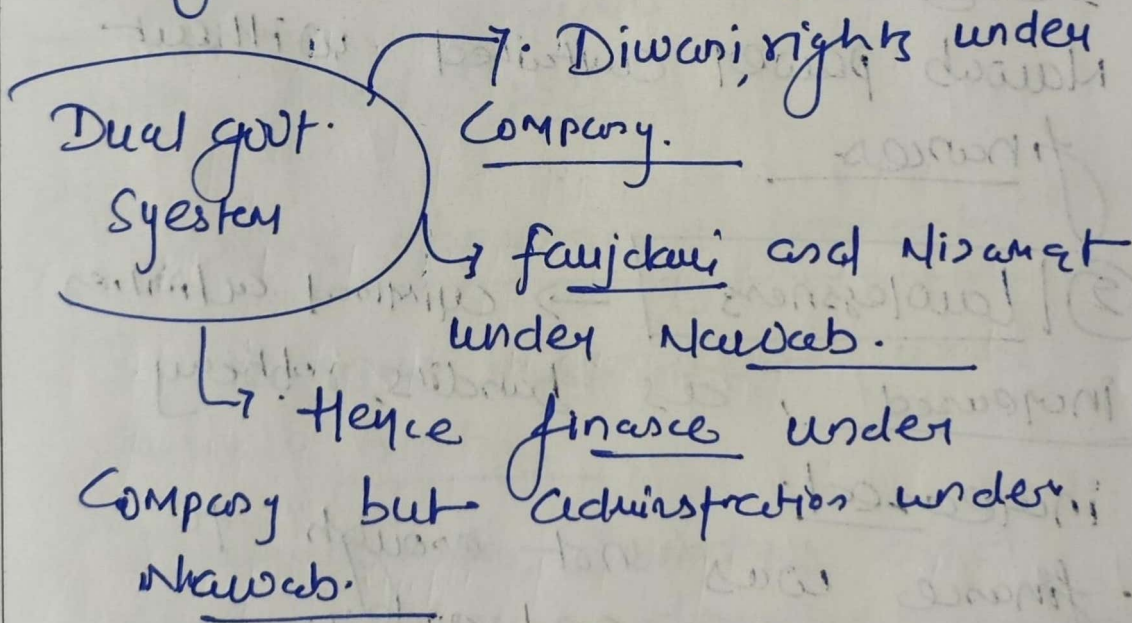 Diwani, rights under
Company.
Dual govt.
Syestem
faujdari and Nizamat
under Nawab.
Hence finance under
Company but adminstration under
Nawab.